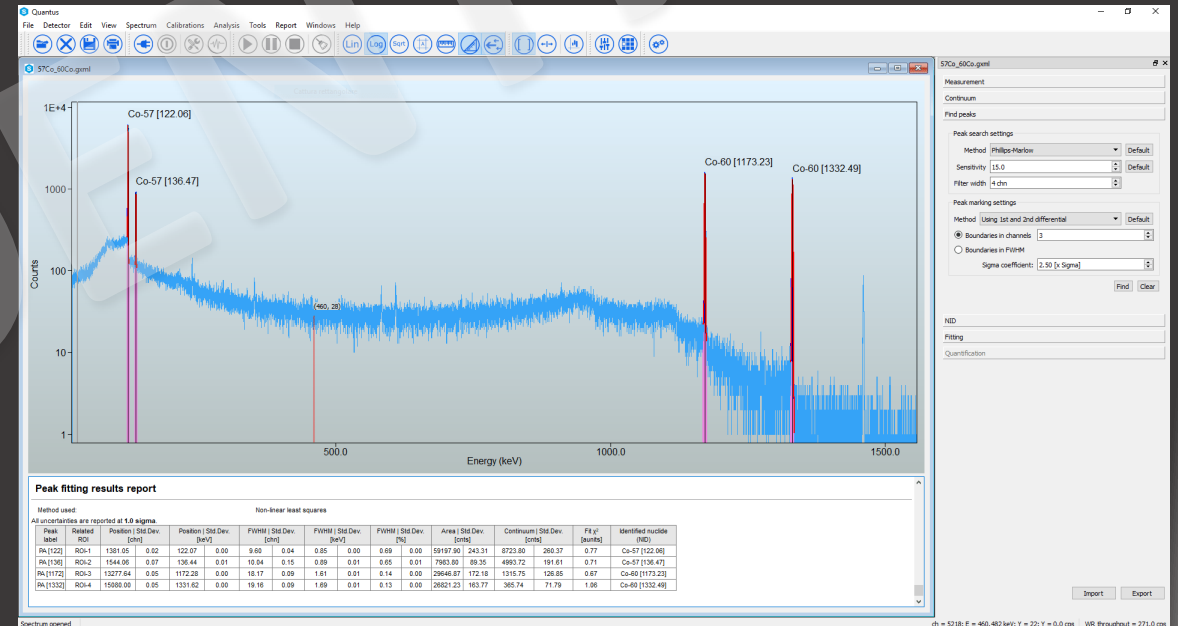 Quantus
File Detector Edit View Spectrum Calibrations Analysis Tools Report Windows Help
Lin Log Sqrt
57Co_60Co.gxml
57Co_60Co.gxml
Measurement
Continuum
Find peaks
Peak search settings
Method Phillips-Marlow Default
Sensitivity 15.0 Default
Filter width 4 chn
Peak marking settings
Method Using 1st and 2nd differential Default
Boundaries in channels 3
Boundaries in FWHM
Sigma coefficient: 2.50 [x Sigma]
Find Clear
NID
Fitting
Quantification
Import Export
1E+4
1000
100
10
1
Counts
Co-57 [122.06]
Co-57 [136.47]
Co-60 [1173.23]
Co-60 [1332.49]
(460, 28)
500.0 1000.0 1500.0
Energy (keV)
Peak fitting results report
Method used: Non-linear least squares
All uncertainties are reported at 1.0 sigma.
Peak label Related ROI Position | Std.Dev. [chn] Position | Std.Dev. [keV] FWHM | Std.Dev. [chn] FWHM | Std.Dev. [keV] FWHM | Std.Dev. [%] Area | Std.Dev. [cnts] Continuum | Std.Dev. [cnts] Fit χ² [aunits] Identified nuclide (NID)
PA [122] ROI-1 1381.05 0.02 122.07 0.00 9.60 0.04 0.85 0.00 0.69 0.00 59197.90 243.31 8723.80 260.37 0.77 Co-57 [122.06]
PA [136] ROI-2 1544.06 0.07 136.44 0.01 10.04 0.15 0.89 0.01 0.65 0.01 7983.80 89.35 4993.72 191.61 0.71 Co-57 [136.47]
PA [1172] ROI-3 13277.64 0.05 1172.28 0.00 18.17 0.09 1.61 0.01 0.14 0.00 29646.87 172.18 1315.75 126.85 0.67 Co-60 [1173.23]
PA [1332] ROI-4 15080.00 0.05 1331.62 0.00 19.16 0.09 1.69 0.01 0.13 0.00 26821.23 163.77 365.74 71.79 1.06 Co-60 [1332.49]
Spectrum opened
ch = 5218; E = 460.482 keV; Y = 22; Y = 0.0 cps WR throughput = 271.0 cps